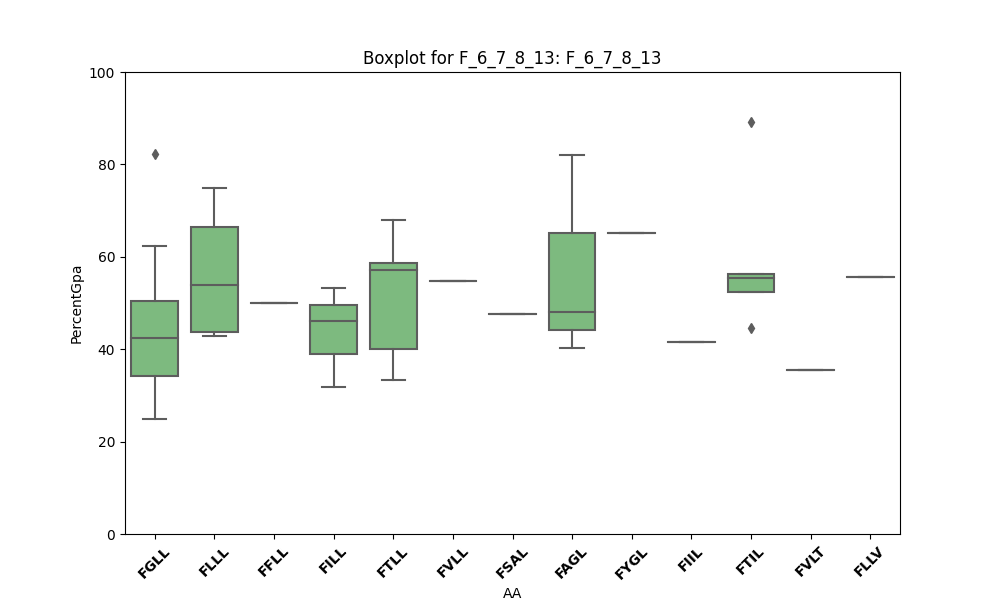 Boxplot for F_6_7_8_13: F_6_7_8_13
PercentGpa
100
80
60
40
20
0
FGLL FLLL FFLL FILL FTLL FVLL FSAL FAGL FYGL FIIL FTIL FVLT FLLV
AA